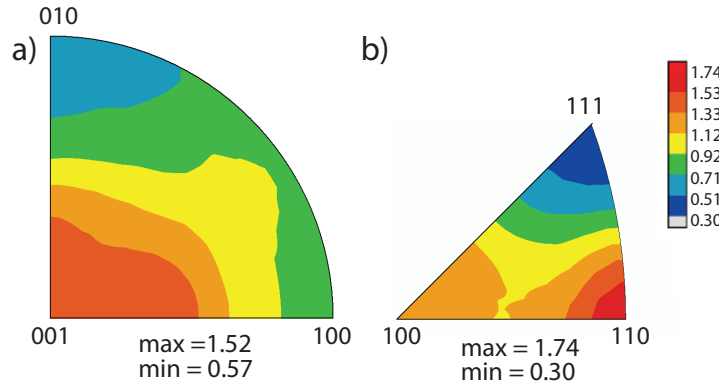 010
a)
001
100
max =1.52
min = 0.57
b)
111
100
110
max = 1.74
min = 0.30
1.74
1.53
1.33
1.12
0.92
0.71
0.51
0.30